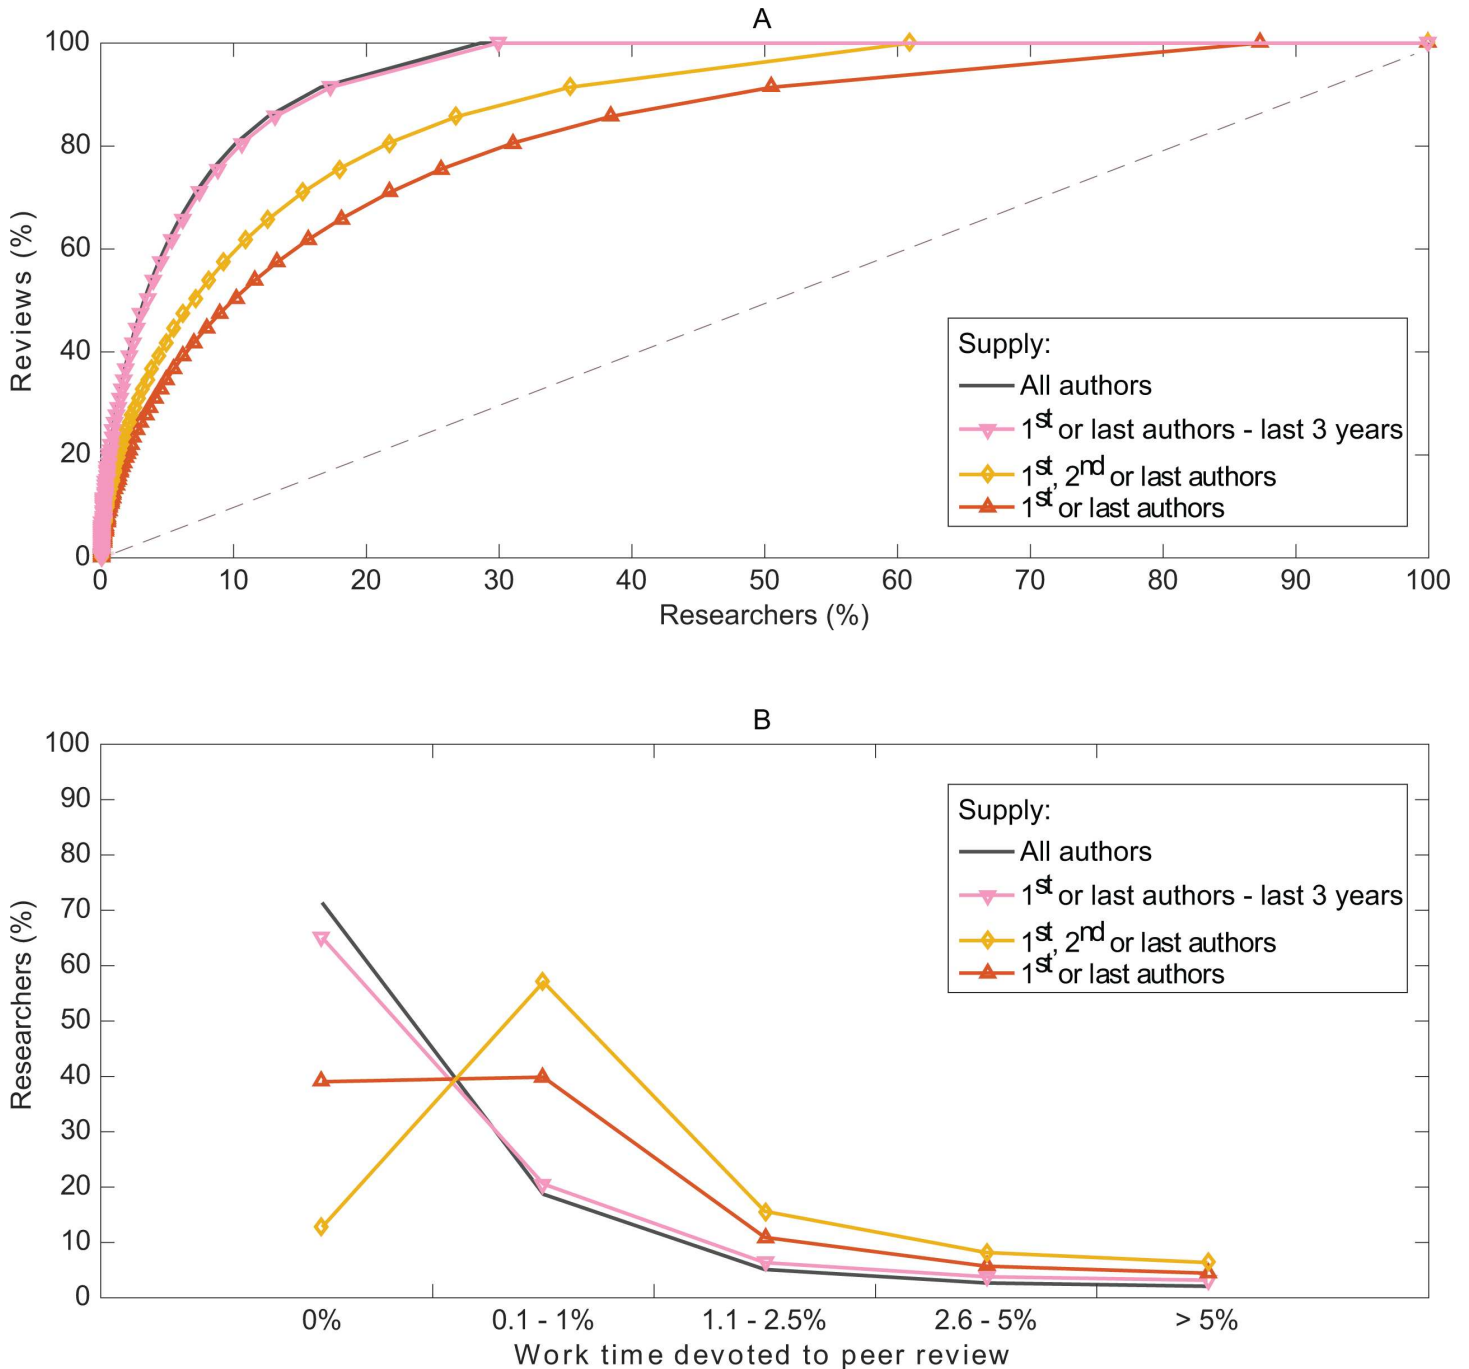 A
100
80
60
40
20
0
Reviews (%)
0 10 20 30 40 50 60 70 80 90 100
Researchers (%)
Supply:
All authors
1st or last authors - last 3 years
1st, 2nd or last authors
1st or last authors
B
100
90
80
70
60
50
40
30
20
10
0
Researchers (%)
0% 0.1 - 1% 1.1 - 2.5% 2.6 - 5% > 5%
Work time devoted to peer review
Supply:
All authors
1st or last authors - last 3 years
1st, 2nd or last authors
1st or last authors